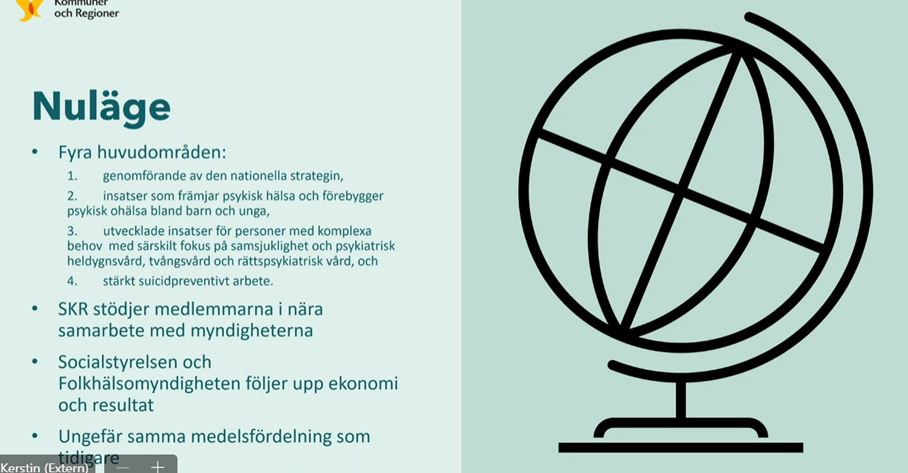 Kommuner
och Regioner
Nuläge
• Fyra huvudområden:
1. genomförande av den nationella strategin,
2. insatser som främjar psykisk hälsa och förebygger
psykisk ohälsa bland barn och unga,
3. utvecklade insatser för personer med komplexa
behov med särskilt fokus på samsjuklighet och psykiatrisk
heldygnsvård, tvångsvård och rättspsykiatrisk vård, och
4. stärkt suicidpreventivt arbete.
• SKR stödjer medlemmarna i nära
samarbete med myndigheterna
• Socialstyrelsen och
Folkhälsomyndigheten följer upp ekonomi
och resultat
• Ungefär samma medelsfördelning som
tidigare
Kerstin (Extern)